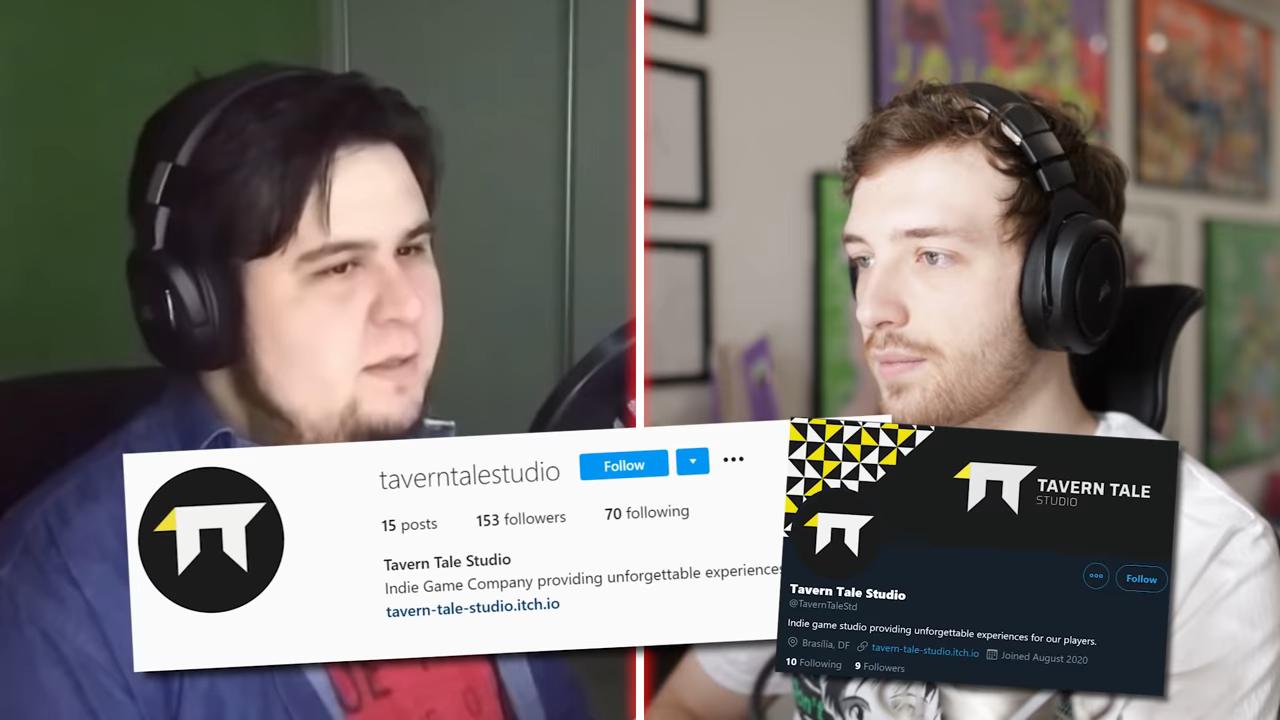 taverntalestudio
Follow
15 posts 153 followers 70 following
Tavern Tale Studio
Indie Game Company providing unforgettable experiences
tavern-tale-studio.itch.io
TAVERN TALE
STUDIO
Follow
Tavern Tale Studio
@TavernTaleStd
Indie game studio providing unforgettable experiences for our players.
Brasília, DF tavern-tale-studio.itch.io Joined August 2020
10 Following 9 Followers